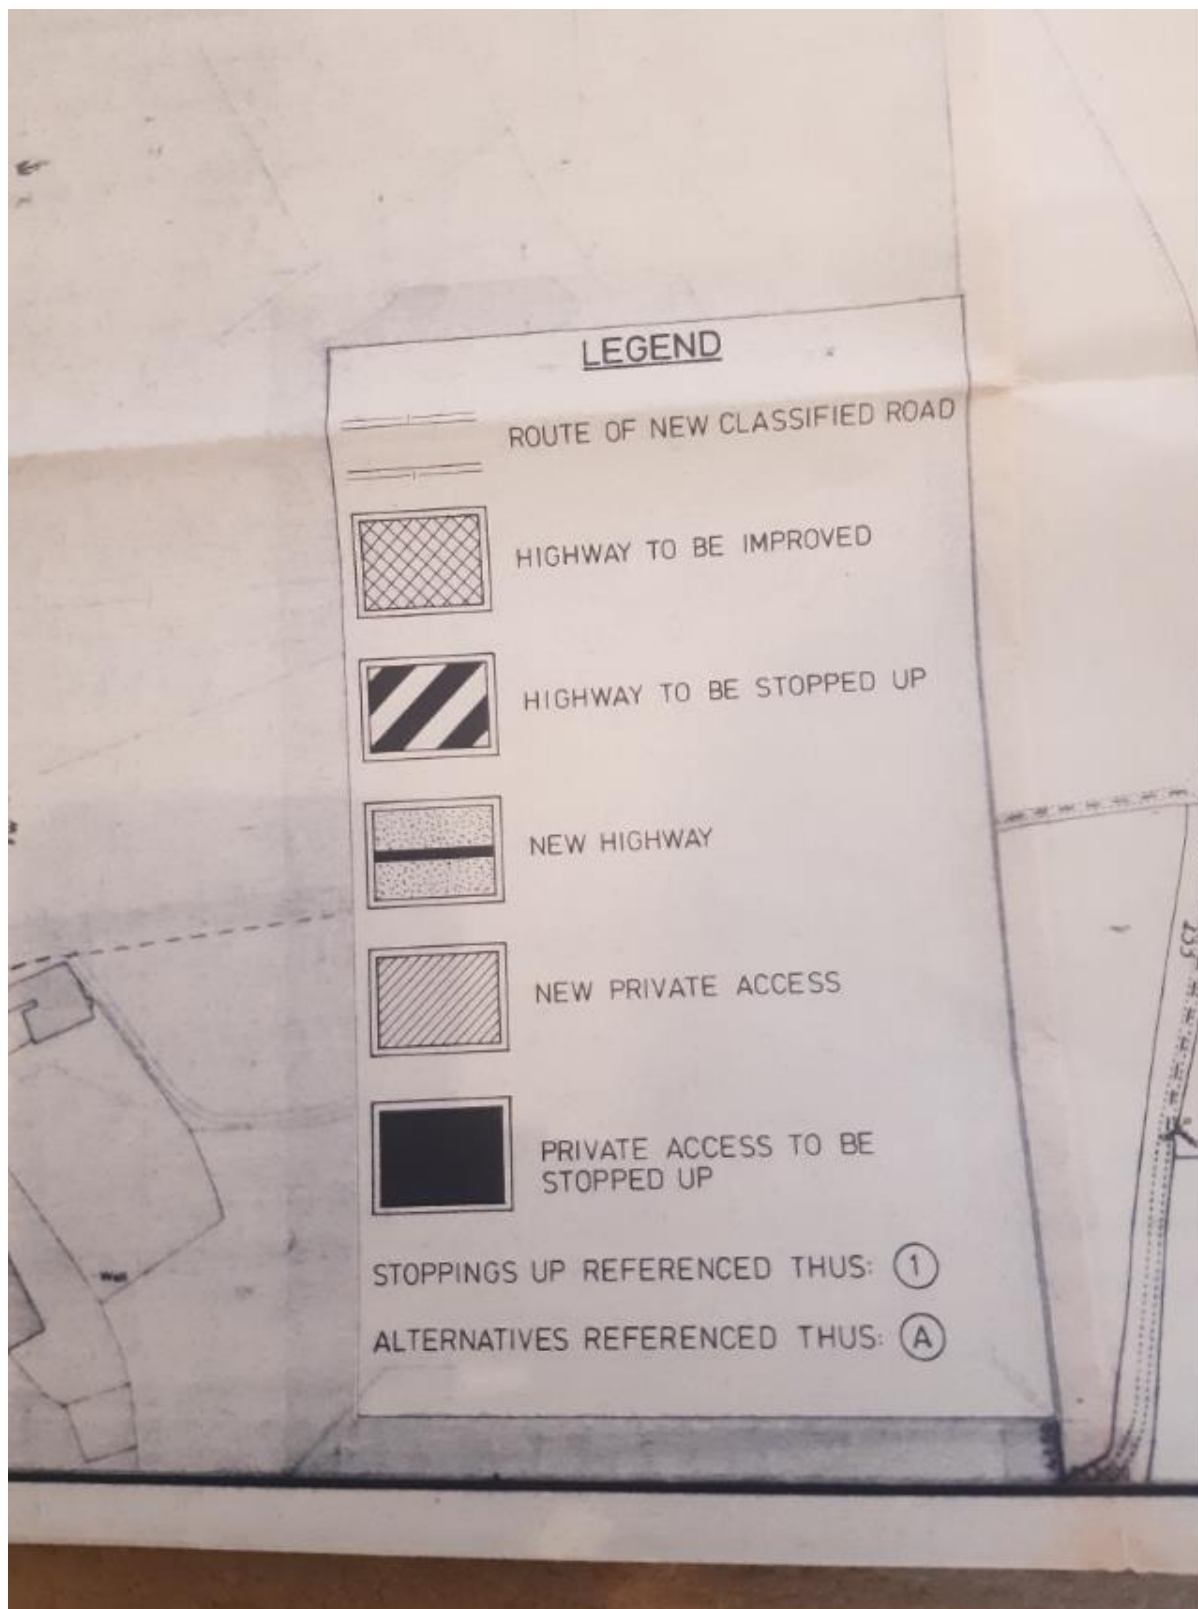 LEGEND
ROUTE OF NEW CLASSIFIED ROAD
HIGHWAY TO BE IMPROVED
HIGHWAY TO BE STOPPED UP
NEW HIGHWAY
NEW PRIVATE ACCESS
PRIVATE ACCESS TO BE
STOPPED UP
STOPPINGS UP REFERENCED THUS: 1
ALTERNATIVES REFERENCED THUS: A
255